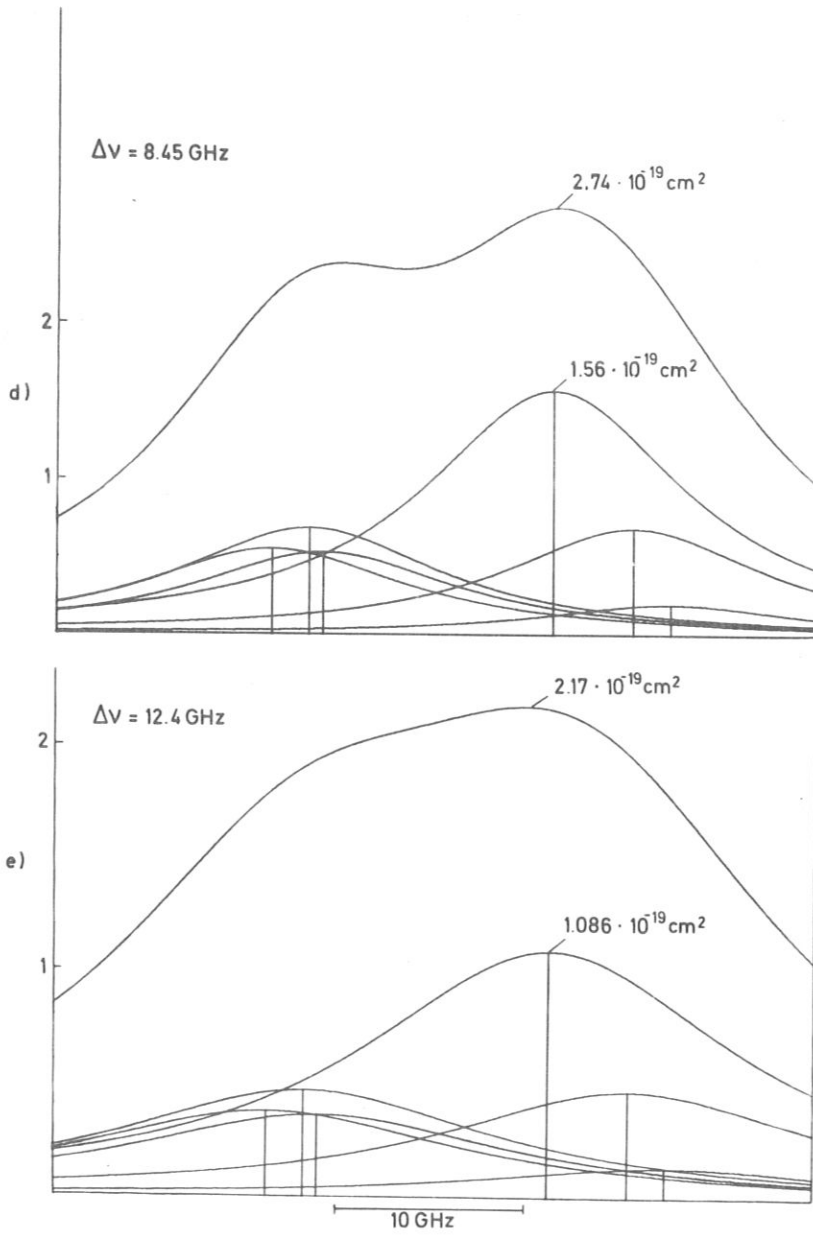 Δν = 8.45 GHz
2.74 · 10⁻¹⁹ cm²
2
d)
1.56 · 10⁻¹⁹ cm²
1
Δν = 12.4 GHz
2.17 · 10⁻¹⁹ cm²
2
e)
1.086 · 10⁻¹⁹ cm²
1
10 GHz